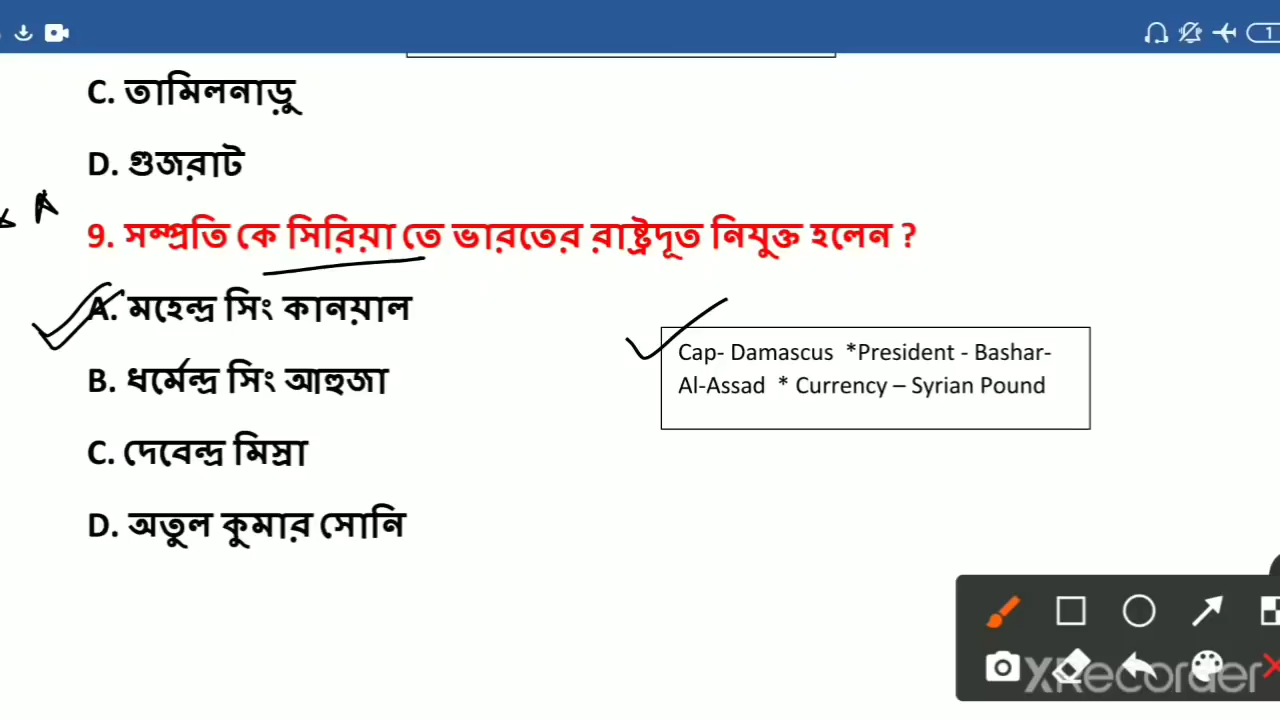 1
C. তামিলনাড়ু
D. গুজরাট
A
9. সম্প্রতি কে সিরিয়া তে ভারতের রাষ্ট্রদূত নিযুক্ত হলেন ?
A. মহেন্দ্র সিং কানয়াল
B. ধর্মেন্দ্র সিং আহুজা
C. দেবেন্দ্র মিস্রা
D. অতুল কুমার সোনি
Cap- Damascus *President - Bashar-
Al-Assad * Currency – Syrian Pound
XRecorder